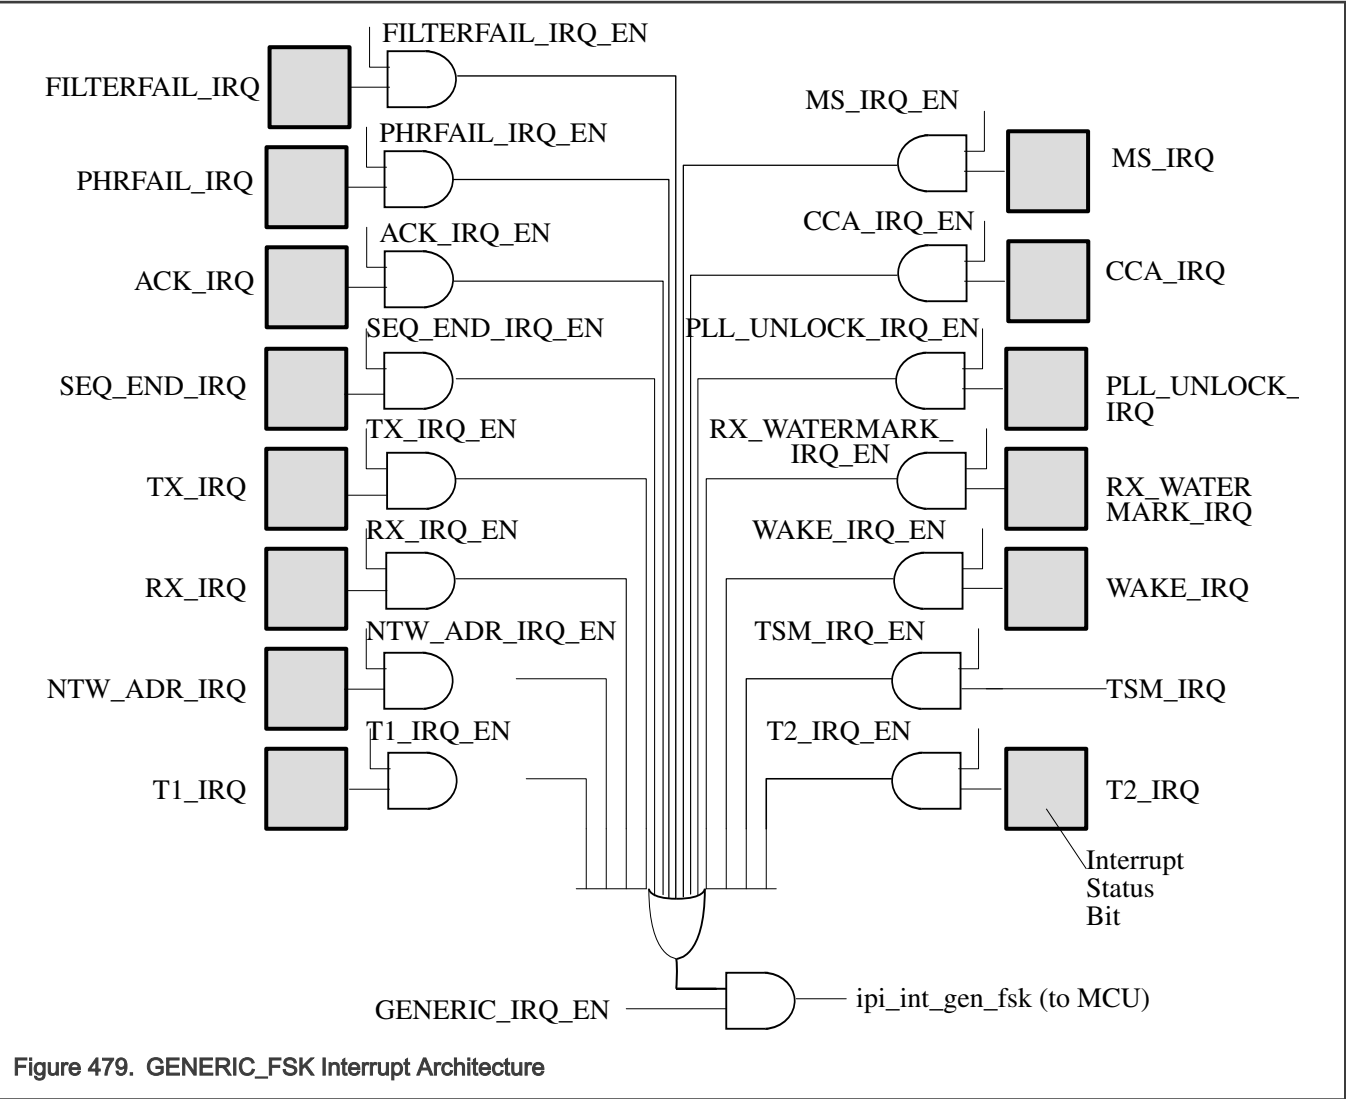 FILTERFAIL_IRQ_EN
FILTERFAIL_IRQ
PHRFAIL_IRQ_EN
PHRFAIL_IRQ
ACK_IRQ_EN
ACK_IRQ
SEQ_END_IRQ_EN
SEQ_END_IRQ
TX_IRQ_EN
TX_IRQ
RX_IRQ_EN
RX_IRQ
NTW_ADR_IRQ_EN
NTW_ADR_IRQ
T1_IRQ_EN
T1_IRQ
MS_IRQ_EN
MS_IRQ
CCA_IRQ_EN
CCA_IRQ
PLL_UNLOCK_IRQ_EN
PLL_UNLOCK_
IRQ
RX_WATERMARK_
IRQ_EN
RX_WATER
MARK_IRQ
WAKE_IRQ_EN
WAKE_IRQ
TSM_IRQ_EN
TSM_IRQ
T2_IRQ_EN
T2_IRQ
Interrupt
Status
Bit
GENERIC_IRQ_EN
ipi_int_gen_fsk (to MCU)
Figure 479. GENERIC_FSK Interrupt Architecture